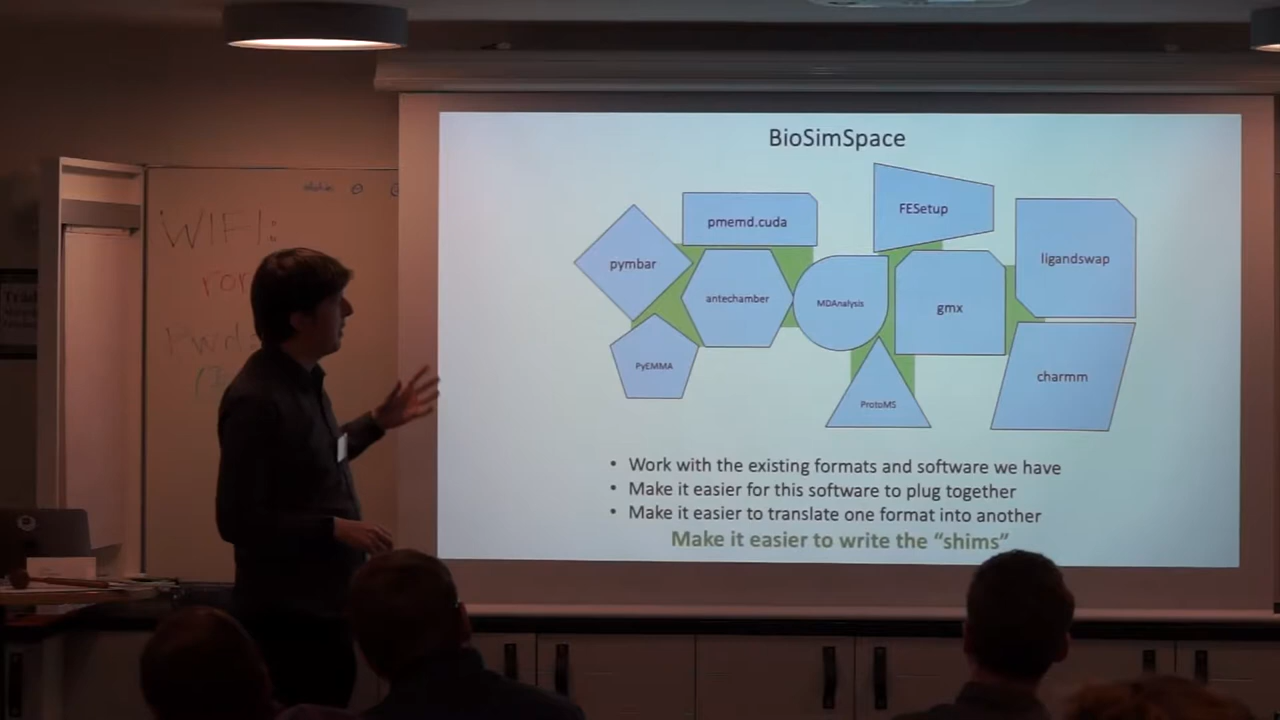 BioSimSpace
FESetup
pmemd.cuda
ligandswap
pymbar
antechamber
MDAnalysis
gmx
PyEMMA
charmm
ProtoMS
• Work with the existing formats and software we have
• Make it easier for this software to plug together
• Make it easier to translate one format into another
Make it easier to write the “shims”
WIFI: